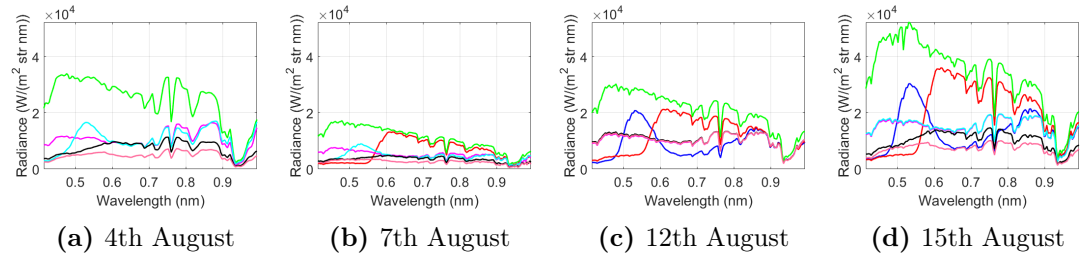 ×10⁴ ×10⁴ ×10⁴ ×10⁴
Radiance (W/(m² str nm)) Radiance (W/(m² str nm)) Radiance (W/(m² str nm)) Radiance (W/(m² str nm))
4 4 4 4
2 2 2 2
0 0 0 0
0.5 0.6 0.7 0.8 0.9 0.5 0.6 0.7 0.8 0.9 0.5 0.6 0.7 0.8 0.9 0.5 0.6 0.7 0.8 0.9
Wavelength (nm) Wavelength (nm) Wavelength (nm) Wavelength (nm)
(a) 4th August (b) 7th August (c) 12th August (d) 15th August